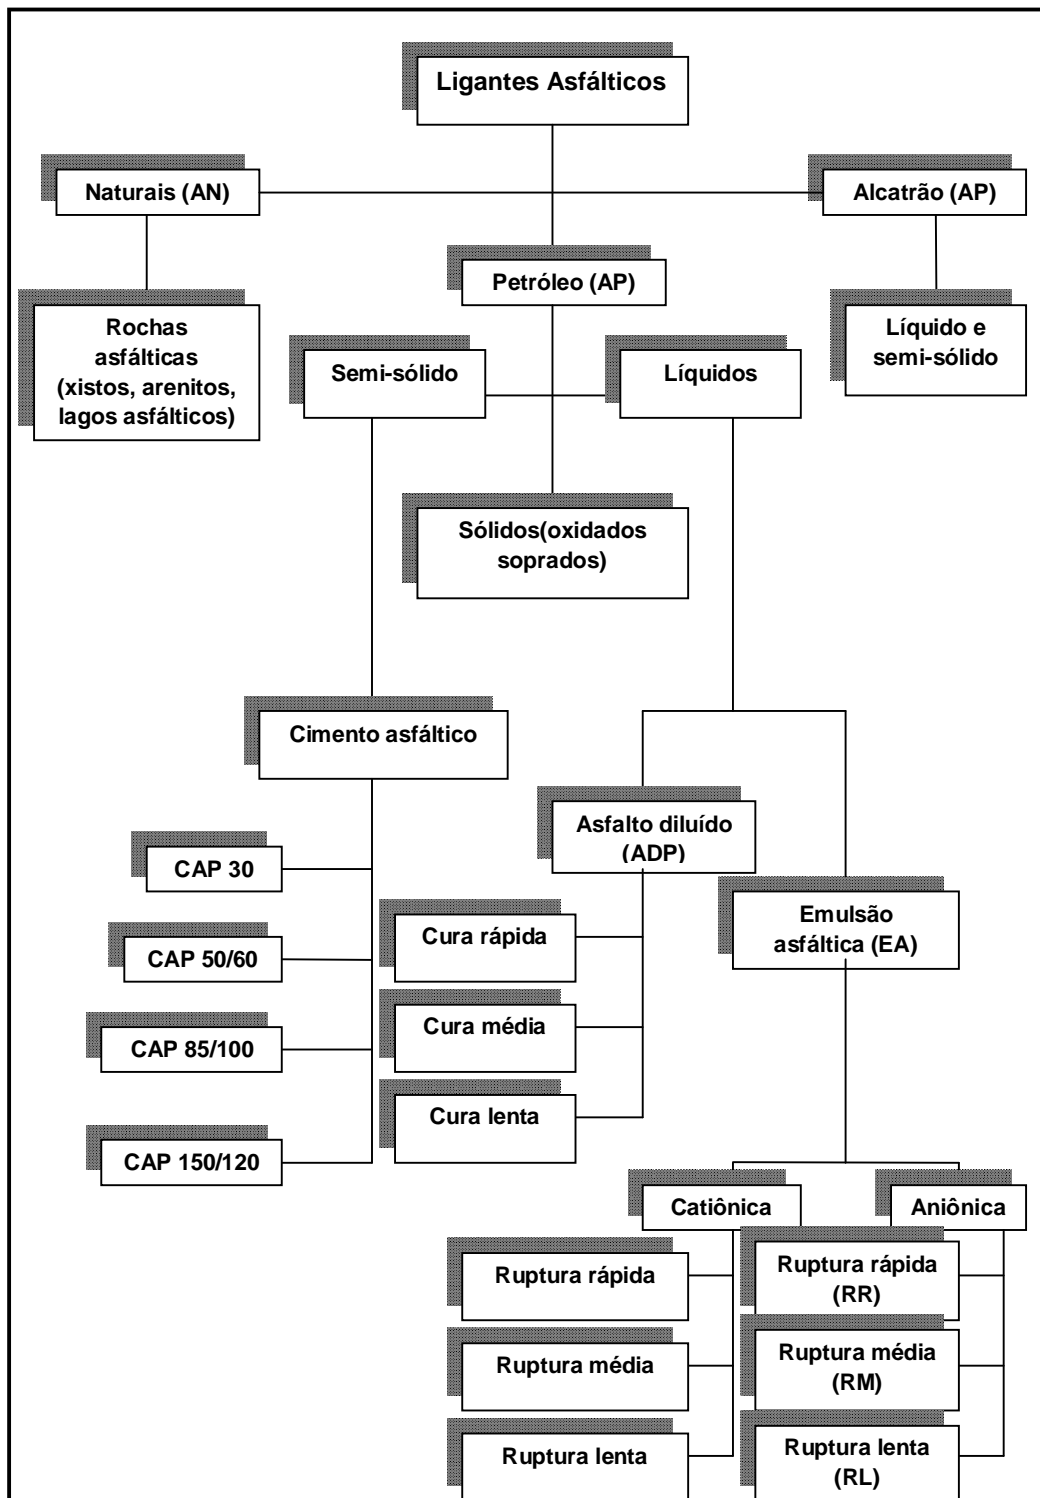 Ligantes Asfálticos
Naturais (AN)
Alcatrão (AP)
Petróleo (AP)
Rochas
asfálticas
(xistos, arenitos,
lagos asfálticos)
Líquido e
semi-sólido
Semi-sólido
Líquidos
Sólidos(oxidados
soprados)
Cimento asfáltico
Asfalto diluído
(ADP)
CAP 30
Emulsão
asfáltica (EA)
Cura rápida
CAP 50/60
Cura média
CAP 85/100
Cura lenta
CAP 150/120
Catiônica
Aniônica
Ruptura rápida
Ruptura rápida
(RR)
Ruptura média
Ruptura média
(RM)
Ruptura lenta
Ruptura lenta
(RL)